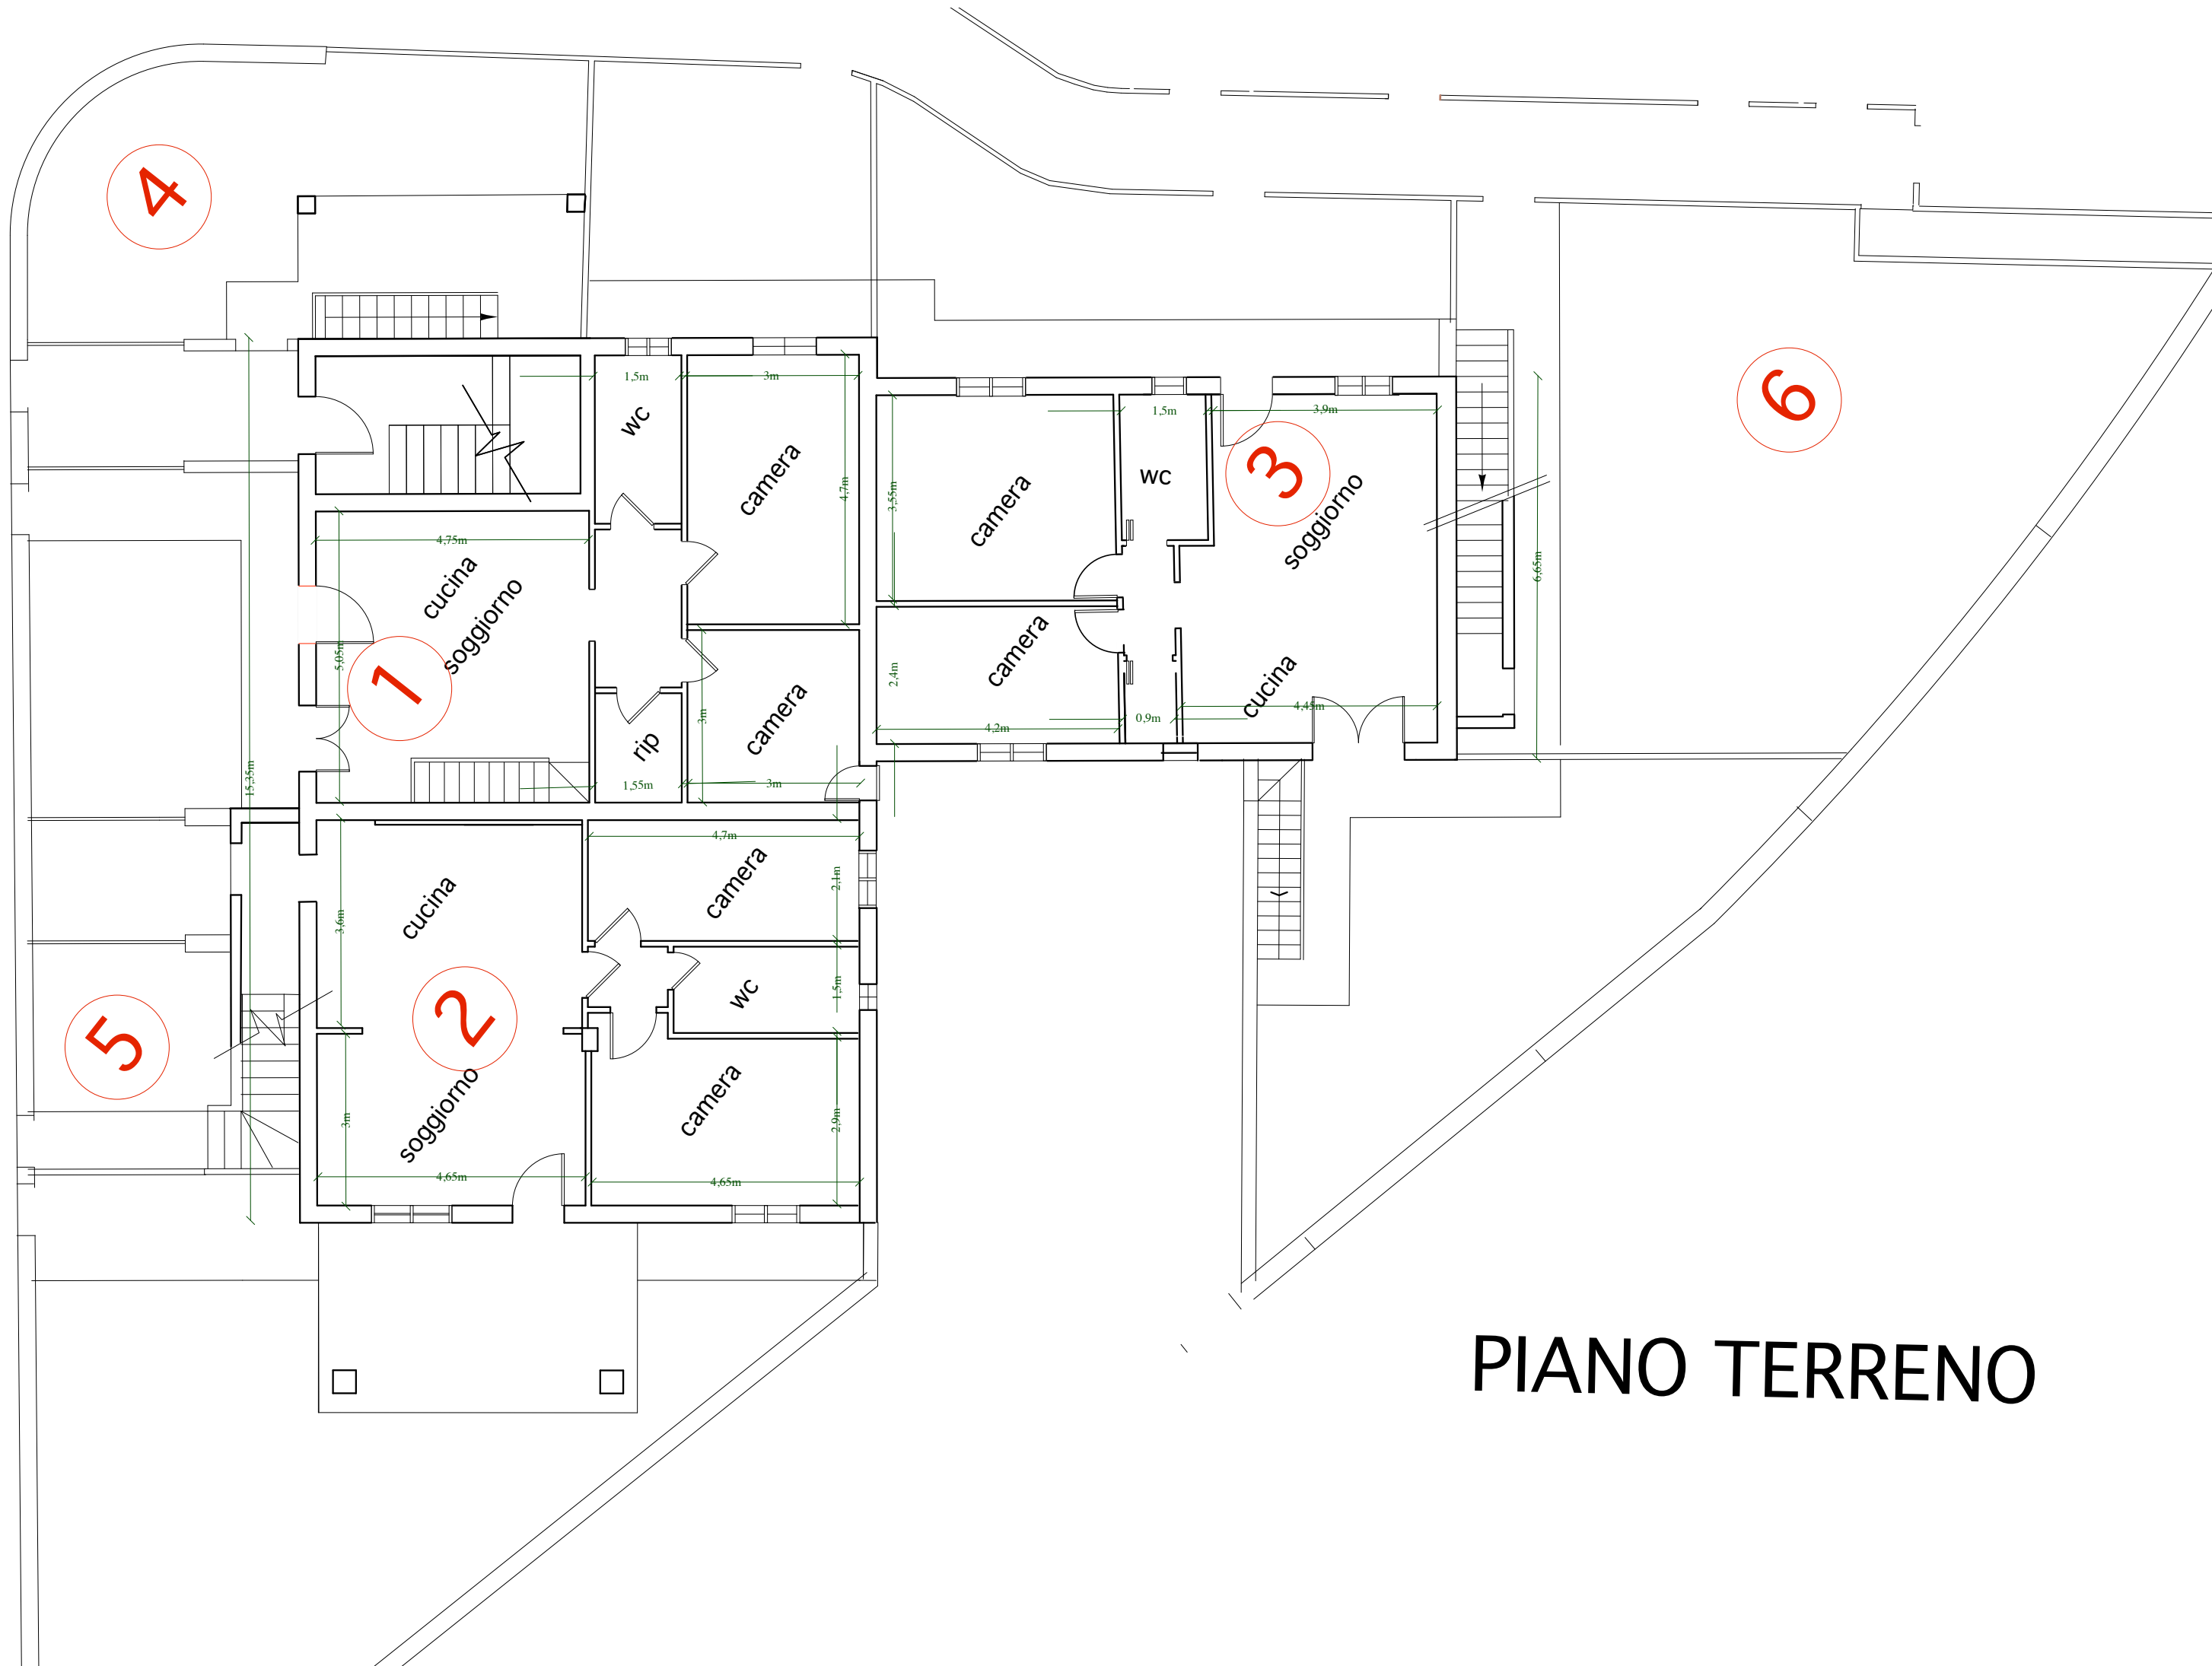 4
6
1,5m
3m
wc
camera
4,7m
1,5m
3,9m
3,55m
camera
wc
3
soggiorno
4,75m
cucina
soggiorno
5,05m
1
6,65m
camera
2,4m
cucina
4,45m
0,9m
4,2m
3m
camera
rip
1,55m
3m
15,35m
4,7m
camera
2,1m
cucina
3,6m
2
wc
1,5m
5
camera
2,9m
soggiorno
3m
4,65m
4,65m
PIANO TERRENO